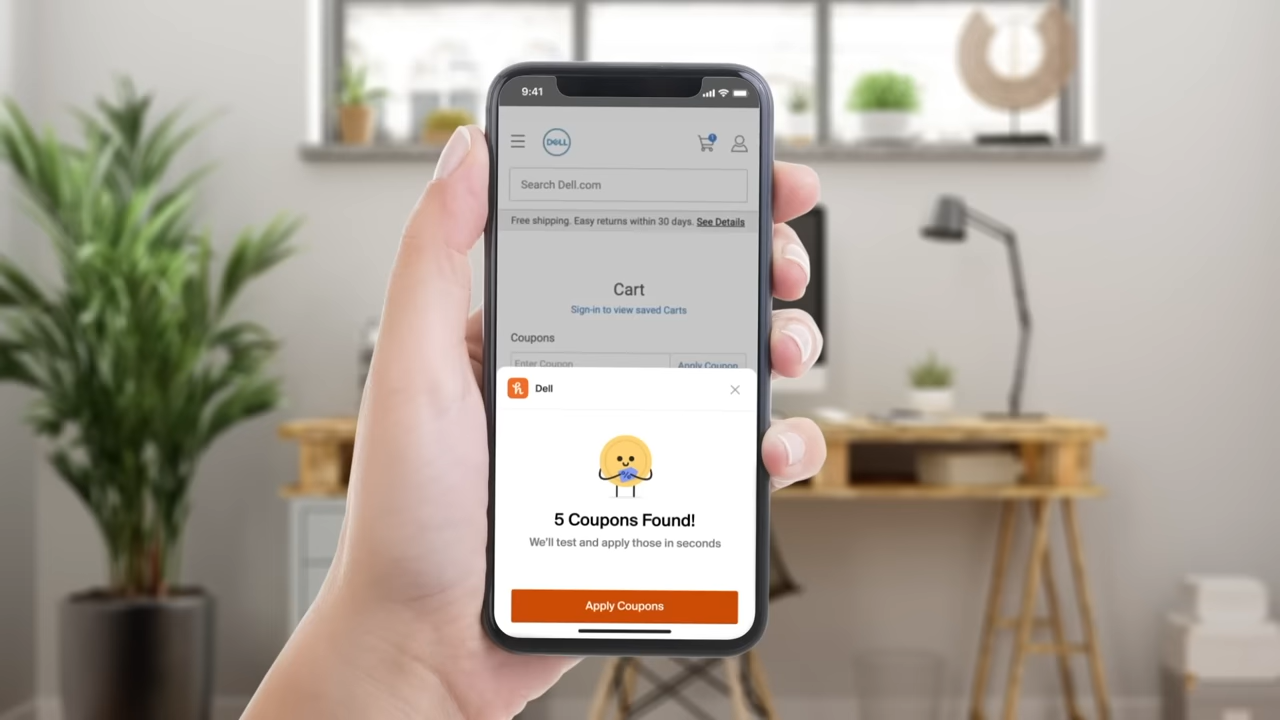 9:41
DELL
1
Search Dell.com
Free shipping. Easy returns within 30 days. See Details
Cart
Sign-in to view saved Carts
Coupons
Enter Coupon Apply Coupon
Dell
5 Coupons Found!
We'll test and apply those in seconds
Apply Coupons